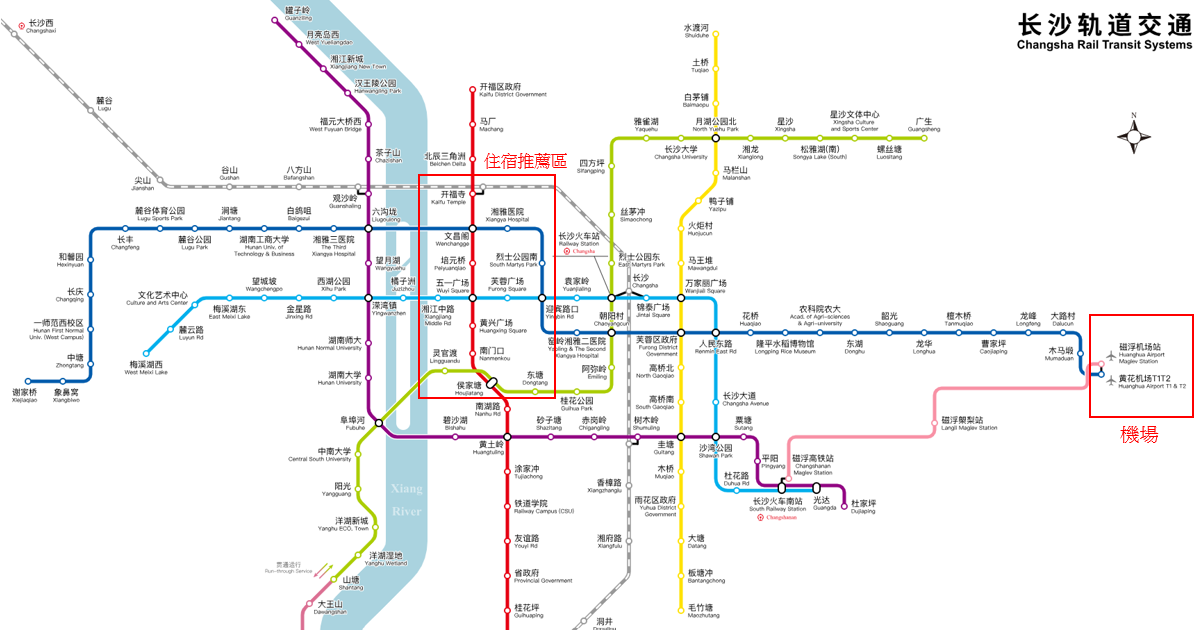 长沙轨道交通
Changsha Rail Transit Systems
N
长沙西
Changshaxi
麓谷
Lugu
尖山
Jianshan
谷山
Gushan
八方山
Bafangshan
观沙岭
Guanshaling
罐子岭
Guanziling
月亮岛西
West Yueliangdao
湘江新城
Xiangjiang New Town
汉王陵公园
Hanwangling Park
福元大桥西
West Fuyuan Bridge
茶子山
Chazishan
六沟垅
Liugoulong
望月湖
Wangyuehu
溁湾镇
Yingwanzhen
湖南师大
Hunan Normal University
湖南大学
Hunan University
阜埠河
Fubuhe
开福区政府
Kaifu District Government
马厂
Machang
北辰三角洲
Beichen Delta
住宿推薦區
开福寺
Kaifu Temple
文昌阁
Wenchangge
培元桥
Peiyuanqiao
五一广场
Wuyi Square
黄兴广场
Huangxing Square
南门口
Nanmenkou
侯家塘
Houjiatang
南湖路
Nanhu Rd
黄土岭
Huangtuling
涂家冲
Tujiachong
铁道学院
Railway Campus (CSU)
友谊路
Youyi Rd
省政府
Provincial Government
桂花坪
Guihuaping
麓谷体育公园
Lugu Sports Park
涧塘
Jiantang
白鸽咀
Baigezui
长丰
Changfeng
麓谷公园
Lugu Park
湖南工商大学
Hunan Univ. of
Technology & Business
湘雅三医院
The Third
Xiangya Hospital
湘雅医院
Xiangya Hospital
烈士公园南
South Martyrs Park
迎宾路口
Yingbin Rd
和馨园
Hexinyuan
长庆
Changqing
一师范西校区
Hunan First Normal
Univ. (West Campus)
中塘
Zhongtang
谢家桥
Xiejiaqiao
象鼻窝
Xiangbiwo
梅溪湖西
West Meixi Lake
麓云路
Luyun Rd
文化艺术中心
Culture and Arts Center
梅溪湖东
East Meixi Lake
望城坡
Wangchengpo
金星路
Jinxing Rd
西湖公园
Xihu Park
橘子洲
Juzizhou
湘江中路
Xiangjiang
Middle Rd
芙蓉广场
Furong Square
袁家岭
Yuanjialing
长沙火车站
Railway Station
Changsha
长沙
Changsha
锦泰广场
Jintai Square
万家丽广场
Wanjiali Square
雅雀湖
Yaquehu
长沙大学
Changsha University
月湖公园北
North Yuehu Park
湘龙
Xianglong
星沙
Xingsha
松雅湖(南)
Songya Lake (South)
星沙文体中心
Xingsha Culture
and Sports Center
螺丝塘
Luositang
广生
Guangsheng
四方坪
Sifangping
丝茅冲
Simaochong
烈士公园东
East Martyrs Park
朝阳村
Chaoyangcun
窑岭湘雅二医院
Yaoling & The Second
Xiangya Hospital
阿弥岭
Emiling
桂花公园
Guihua Park
东塘
Dongtang
灵官渡
Lingguandu
水渡河
Shuiduhe
土桥
Tuqiao
白茅铺
Baimaopu
马栏山
Malanshan
鸭子铺
Yazipu
火炬村
Huojucun
马王堆
Mawangdui
芙蓉区政府
Furong District
Government
高桥北
North Gaoqiao
高桥南
South Gaoqiao
圭塘
Guitang
木桥
Muqiao
雨花区政府
Yuhua District
Government
大塘
Datang
板塘冲
Bantangchong
毛竹塘
Maozhutang
人民东路
Renmin East Rd
长沙大道
Changsha Avenue
沙湾公园
Shawan Park
杜花路
Duhua Rd
长沙火车南站
South Railway Station
Changshanan
光达
Guangda
杜家坪
Dujiaping
平阳
Pingyang
粟塘
Sutang
碧沙湖
Bishahu
砂子塘
Shazitang
赤岗岭
Chigangling
树木岭
Shumuling
香樟路
Xiangzhanglu
湘府路
Xiangfulu
洞井
花桥
Huaqiao
隆平水稻博物馆
Longping Rice Museum
农科院农大
Acad. of Agri-sciences
& Agri-university
东湖
Donghu
韶光
Shaoguang
龙华
Longhua
檀木桥
Tanmuqiao
曹家坪
Caojiaping
龙峰
Longfeng
大路村
Dalucun
木马塅
Mumaduan
磁浮机场站
Huanghua Airport
Maglev Station
黄花机场T1T2
Huanghua Airport T1 & T2
機場
磁浮㮾梨站
Langli Maglev Station
磁浮高铁站
Changshanan
Maglev Station
中南大学
Central South University
阳光
Yangguang
洋湖新城
Yanghu ECO. Town
洋湖湿地
Yanghu Wetland
贯通运行
Run-through Service
山塘
Shantang
大王山
Dawangshan
Xiang
River